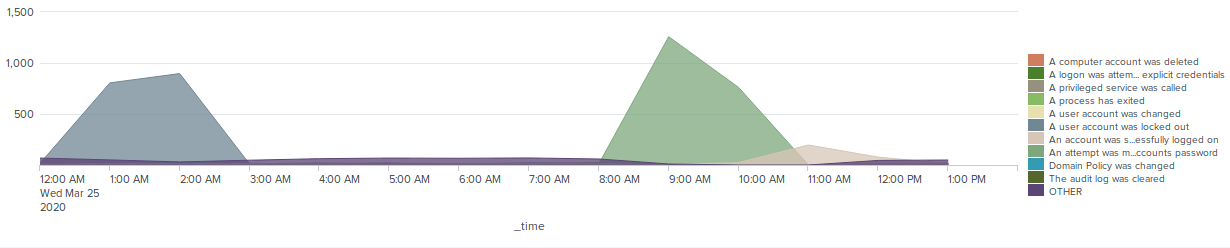 1,500
1,000
500
12:00 AM
Wed Mar 25
2020
1:00 AM
2:00 AM
3:00 AM
4:00 AM
5:00 AM
6:00 AM
7:00 AM
8:00 AM
9:00 AM
10:00 AM
11:00 AM
12:00 PM
1:00 PM
_time
A computer account was deleted
A logon was attem... explicit credentials
A privileged service was called
A process has exited
A user account was changed
A user account was locked out
An account was s...essfully logged on
An attempt was m...ccounts password
Domain Policy was changed
The audit log was cleared
OTHER